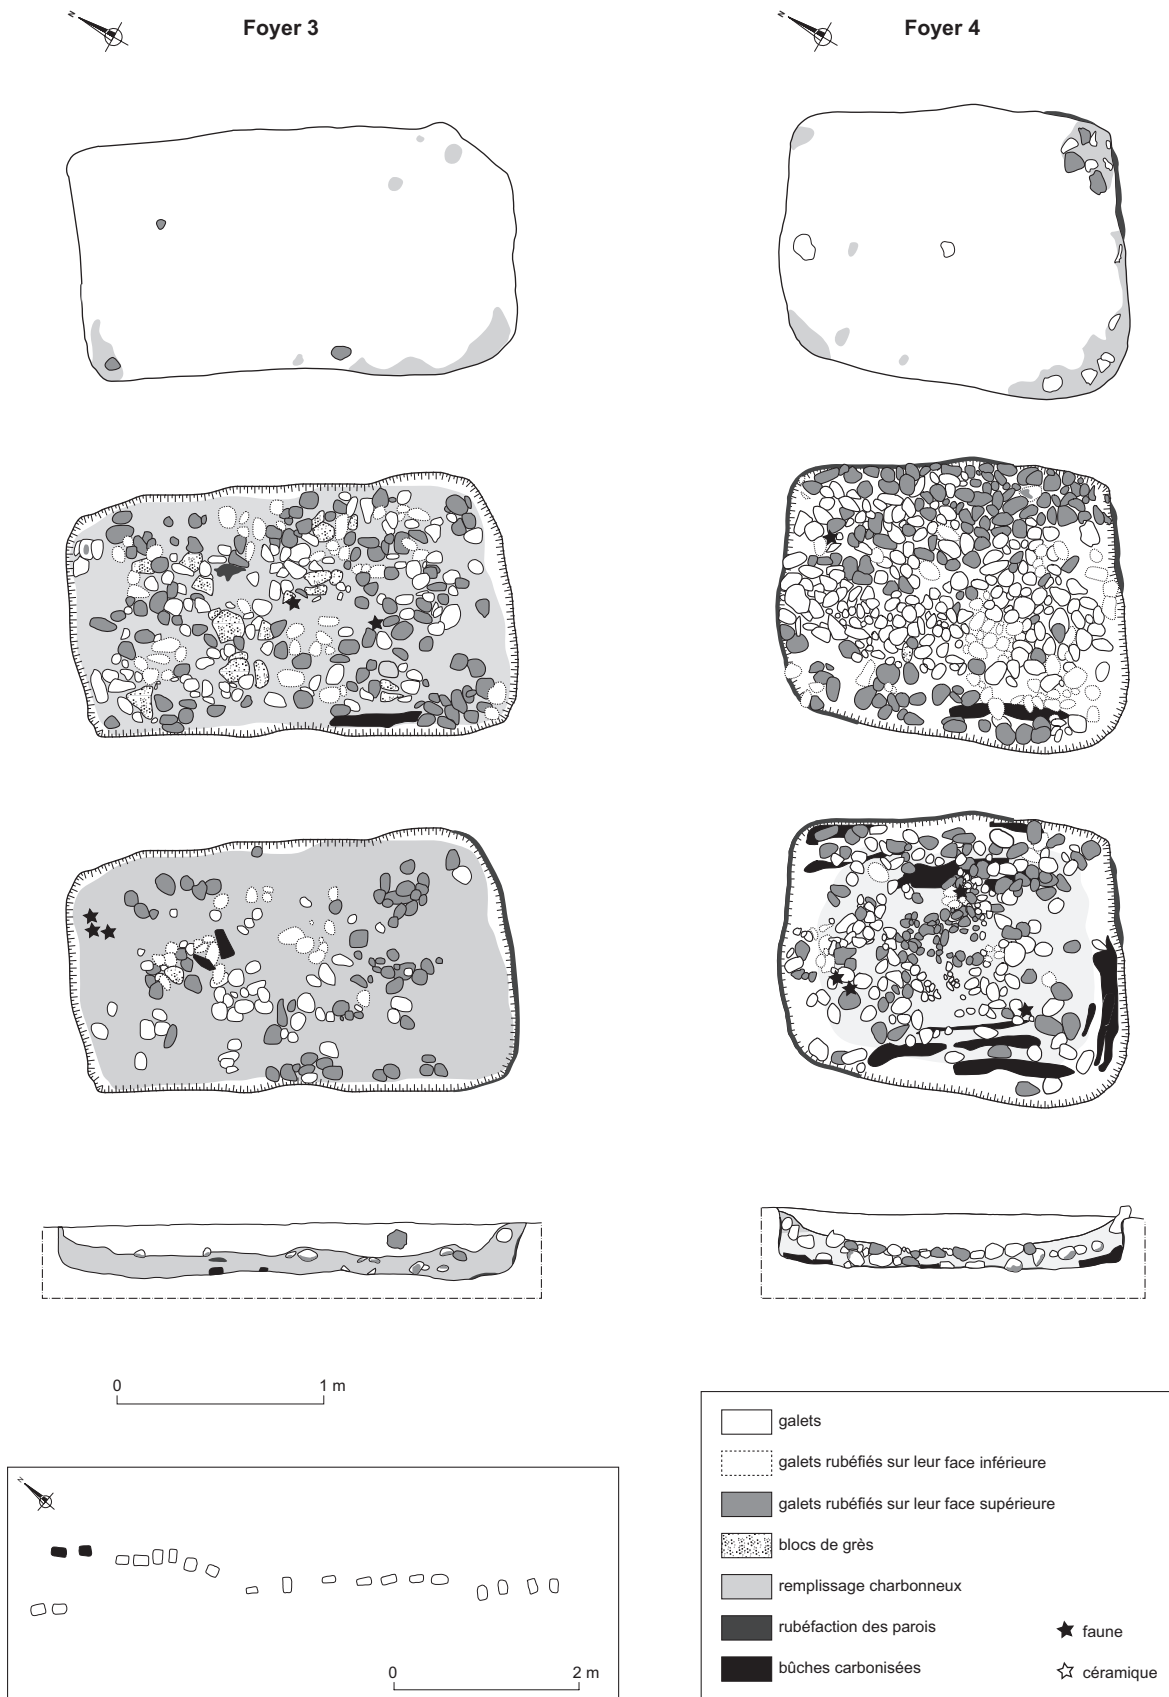 N
Foyer 3
N
Foyer 4
0 1 m
N
0 2 m
galets
galets rubéfiés sur leur face inférieure
galets rubéfiés sur leur face supérieure
blocs de grès
remplissage charbonneux
rubéfaction des parois
faune
bûches carbonisées
céramique